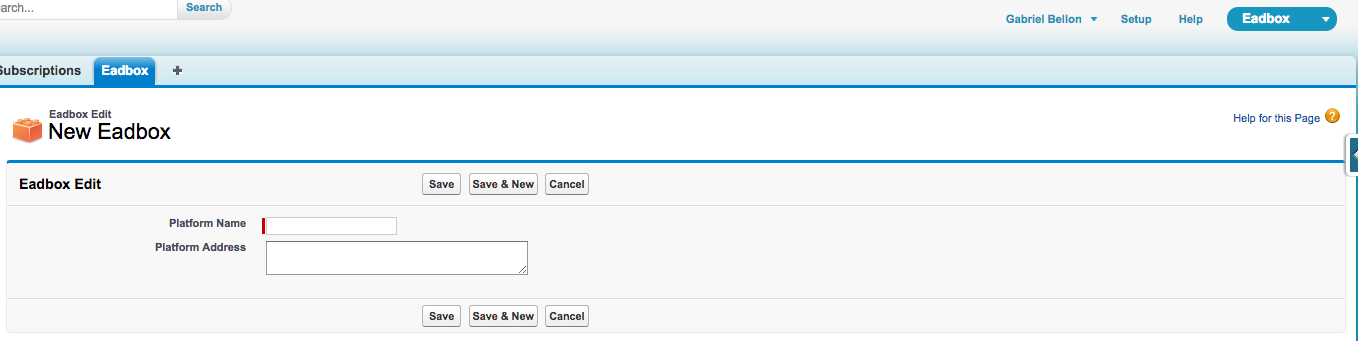 earch...
Search
Gabriel Bellon Setup Help Eadbox
Subscriptions Eadbox +
Eadbox Edit
New Eadbox
Help for this Page ?
Eadbox Edit Save Save & New Cancel
Platform Name
Platform Address
Save Save & New Cancel